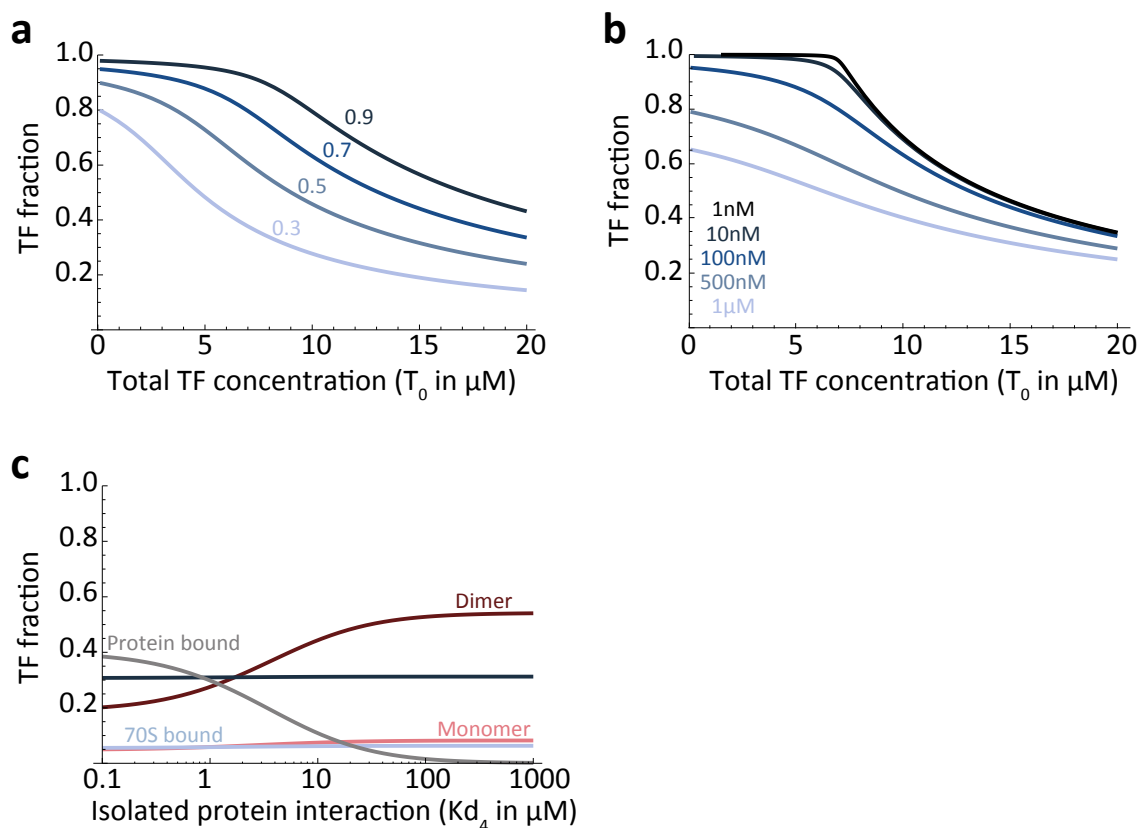 a
1.0
0.8
0.6
0.4
0.2
TF fraction
0.9
0.7
0.5
0.3
0
5
10
15
20
Total TF concentration (T0 in µM)
b
1.0
0.8
0.6
0.4
0.2
TF fraction
1nM
10nM
100nM
500nM
1µM
0
5
10
15
20
Total TF concentration (T0 in µM)
c
1.0
0.8
0.6
0.4
0.2
TF fraction
Dimer
Protein bound
70S bound
Monomer
0.1
1
10
100
1000
Isolated protein interaction (Kd4 in µM)